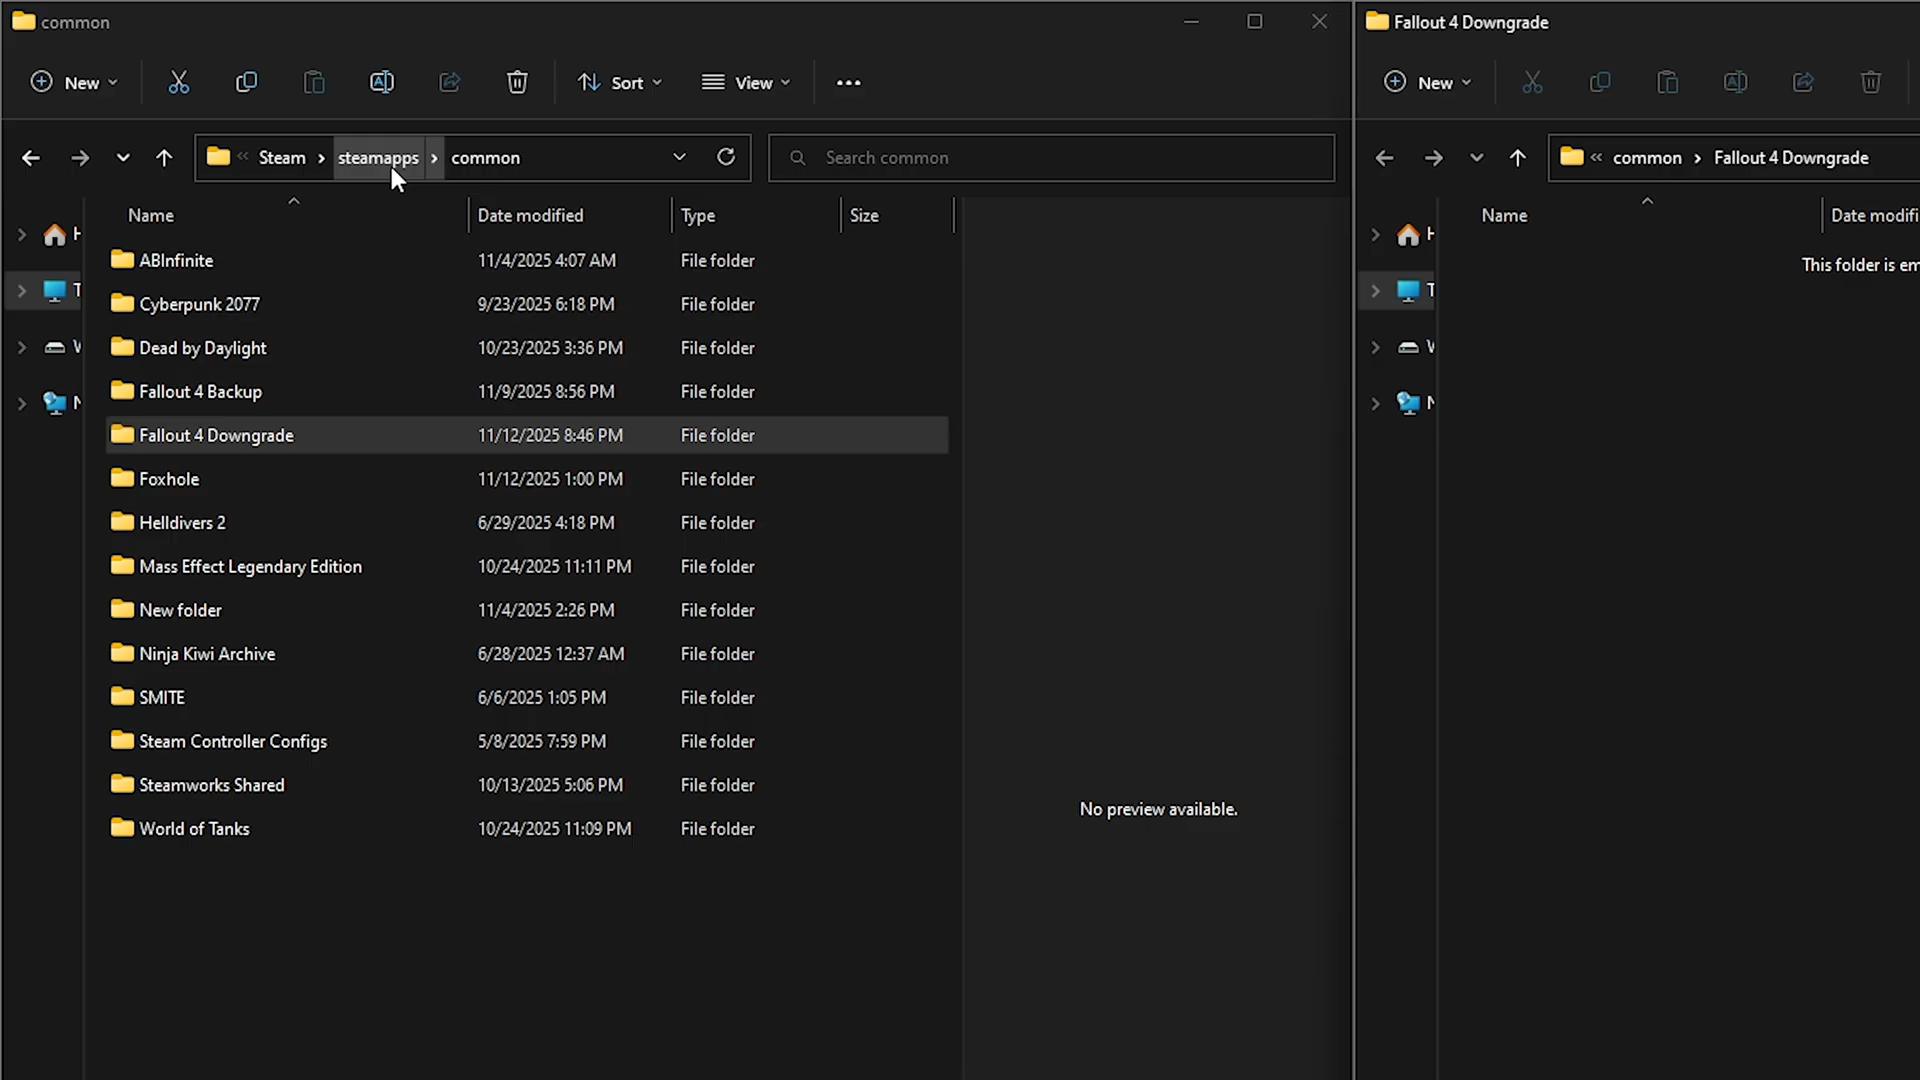 common
New
Sort
View
Steam
steamapps
common
Search common
Name
Date modified
Type
Size
ABInfinite
11/4/2025 4:07 AM
File folder
Cyberpunk 2077
9/23/2025 6:18 PM
File folder
Dead by Daylight
10/23/2025 3:36 PM
File folder
Fallout 4 Backup
11/9/2025 8:56 PM
File folder
Fallout 4 Downgrade
11/12/2025 8:46 PM
File folder
Foxhole
11/12/2025 1:00 PM
File folder
Helldivers 2
6/29/2025 4:18 PM
File folder
Mass Effect Legendary Edition
10/24/2025 11:11 PM
File folder
New folder
11/4/2025 2:26 PM
File folder
Ninja Kiwi Archive
6/28/2025 12:37 AM
File folder
SMITE
6/6/2025 1:05 PM
File folder
Steam Controller Configs
5/8/2025 7:59 PM
File folder
Steamworks Shared
10/13/2025 5:06 PM
File folder
World of Tanks
10/24/2025 11:09 PM
File folder
No preview available.
Fallout 4 Downgrade
New
common
Fallout 4 Downgrade
Name
Date modifi
This folder is em